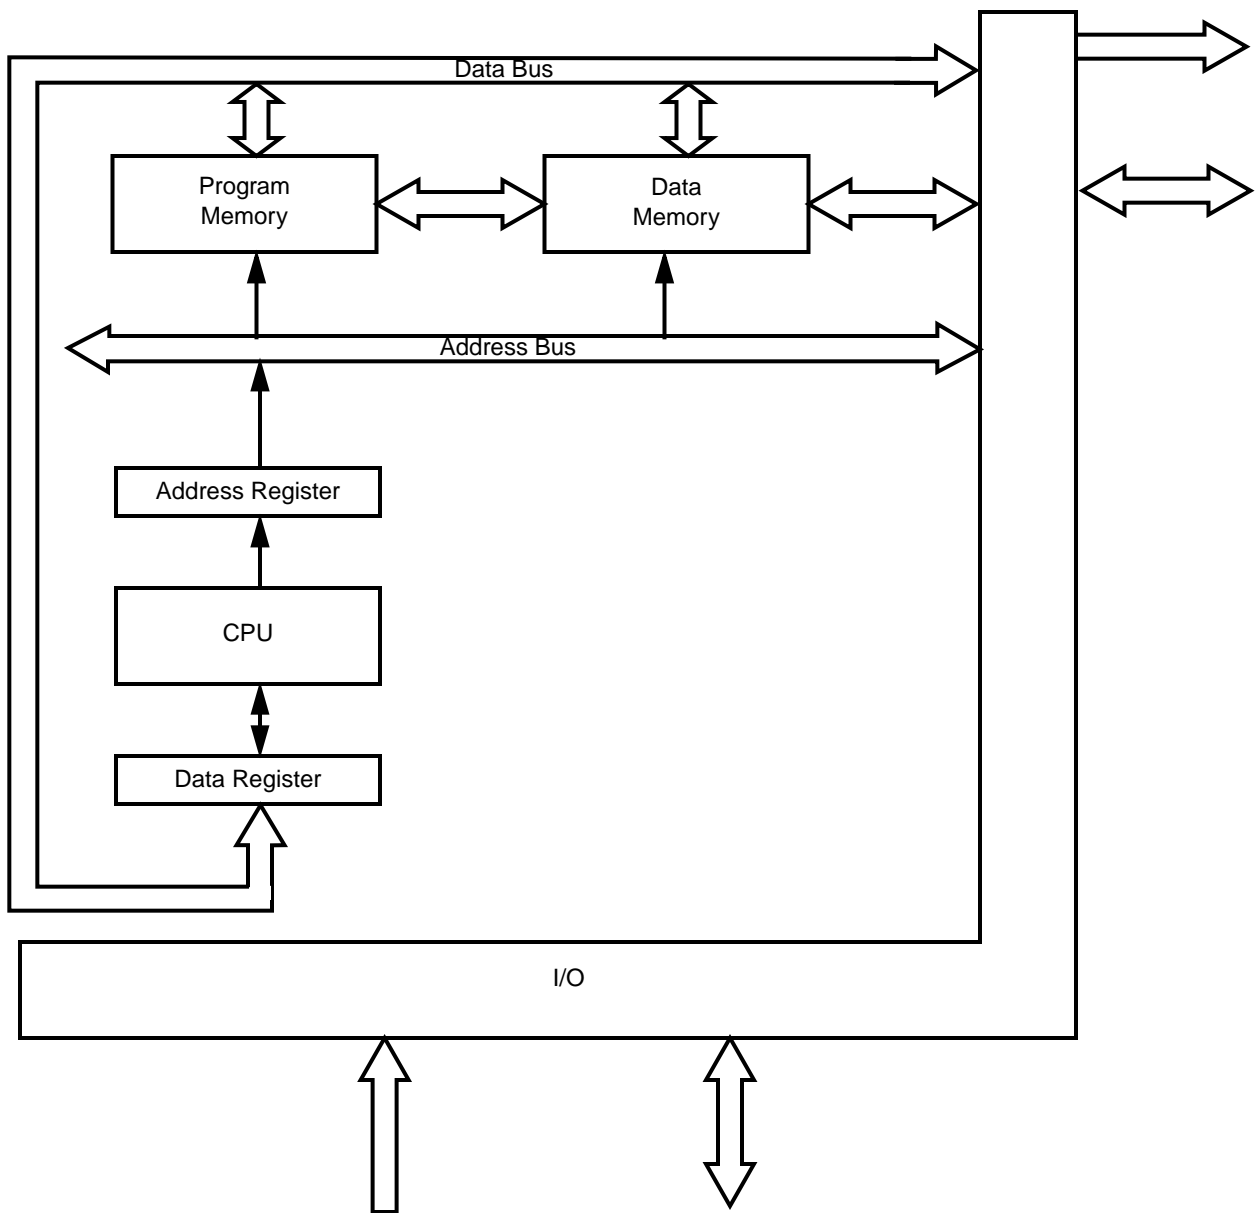 Data Bus
Program
Memory
Data
Memory
Address Bus
Address Register
CPU
Data Register
I/O